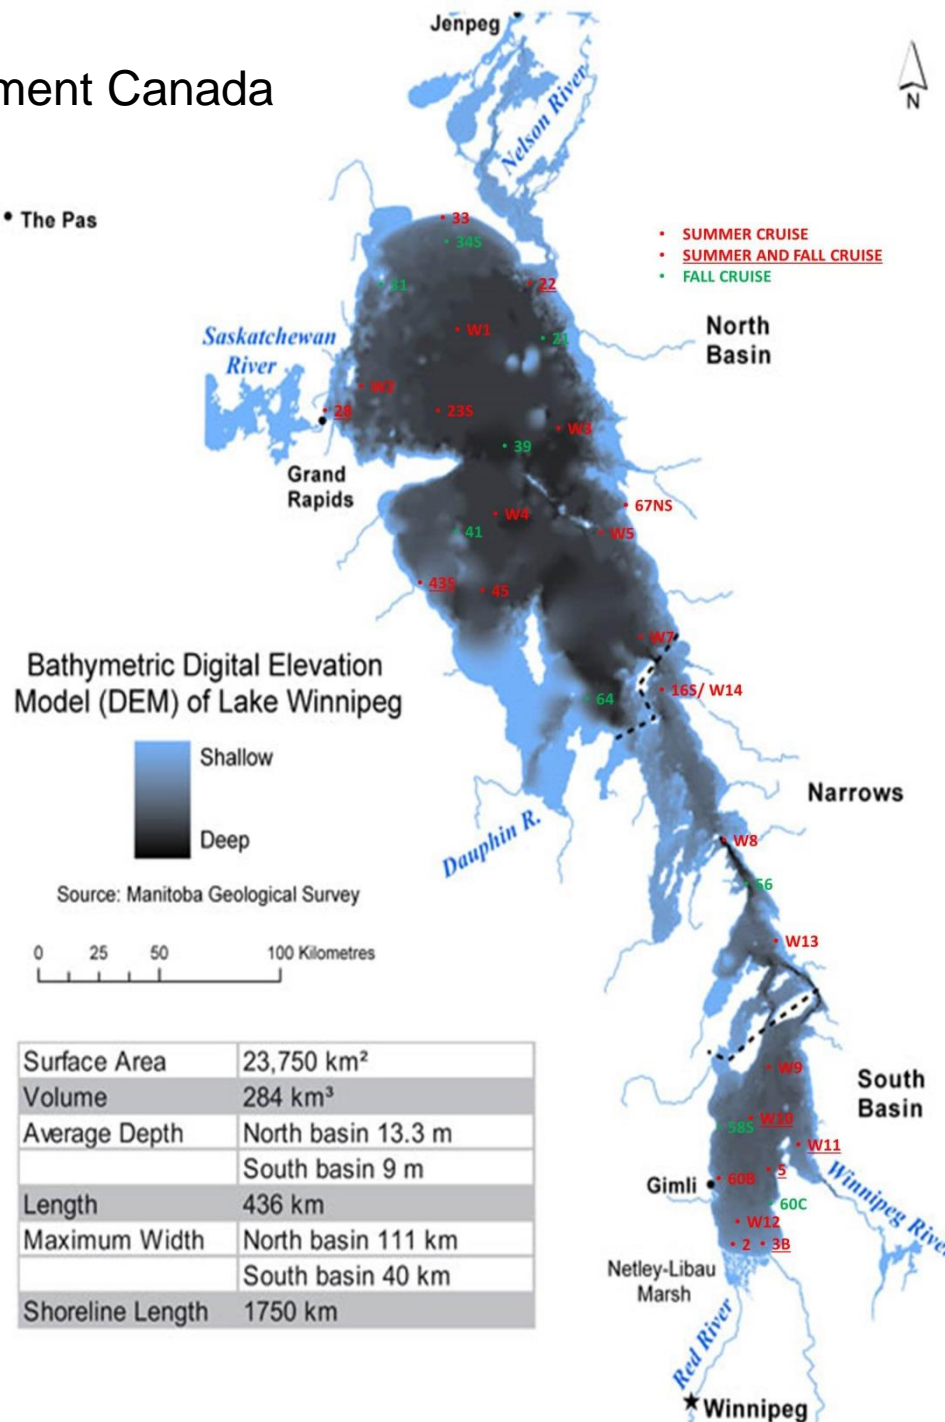 ment Canada
Jenpeg
N
Nelson River
The Pas
33
34S
SUMMER CRUISE
SUMMER AND FALL CRUISE
FALL CRUISE
31
22
W1
21
North
Basin
Saskatchewan
River
W2
28
23S
W3
39
Grand
Rapids
67NS
W4
W5
41
43S
4S
W7
Bathymetric Digital Elevation
Model (DEM) of Lake Winnipeg
16S/ W14
64
Shallow
Deep
Narrows
Dauphin R.
W8
56
Source: Manitoba Geological Survey
W13
0 25 50 100 Kilometres
Surface Area 23,750 km²
Volume 284 km³
Average Depth North basin 13.3 m
South basin 9 m
Length 436 km
Maximum Width North basin 111 km
South basin 40 km
Shoreline Length 1750 km
W9
South
Basin
W10
58S
W11
5
60B
Gimli
Winnipeg River
60C
W12
2
3B
Netley-Libau
Marsh
Red River
Winnipeg